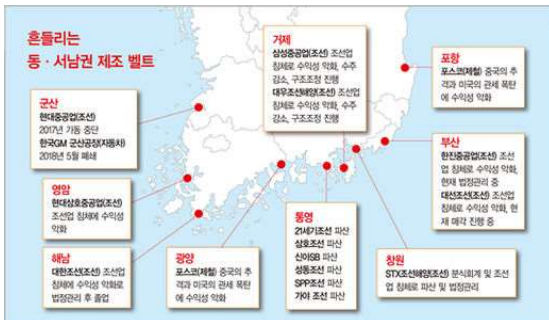 흔들리는
동·서남권 제조 벨트
군산
현대중공업(조선)
2017년 가동 중단
한국GM 군산공장(자동차)
2018년 5월 폐쇄
영암
현대삼호중공업(조선)
조선업 침체에 수익성
악화
해남
대한조선(조선) 조선업
침체에 수익성 악화로
법정관리 후 졸업
광양
포스코(제철) 중국의 추
격과 미국의 관세 폭탄
에 수익성 악화
거제
삼성중공업(조선) 조선업
침체로 수익성 악화, 수주
감소, 구조조정 진행
대우조선해양(조선) 조선업
침체로 수익성 악화, 수주
감소, 구조조정 진행
통영
21세기조선 파산
삼호조선 파산
신아SB 파산
성동조선 파산
SPP조선 파산
가야 조선 파산
포항
포스코(제철) 중국의 추
격과 미국의 관세 폭탄
에 수익성 악화
부산
한진중공업(조선) 조선
업 침체로 수익성 악화,
현재 법정관리 중
대선조선(조선) 조선업
침체로 수익성 악화, 현
재 매각 진행 중
창원
STX조선해양(조선) 분식회계 및 조선
업 침체로 파산 및 법정관리